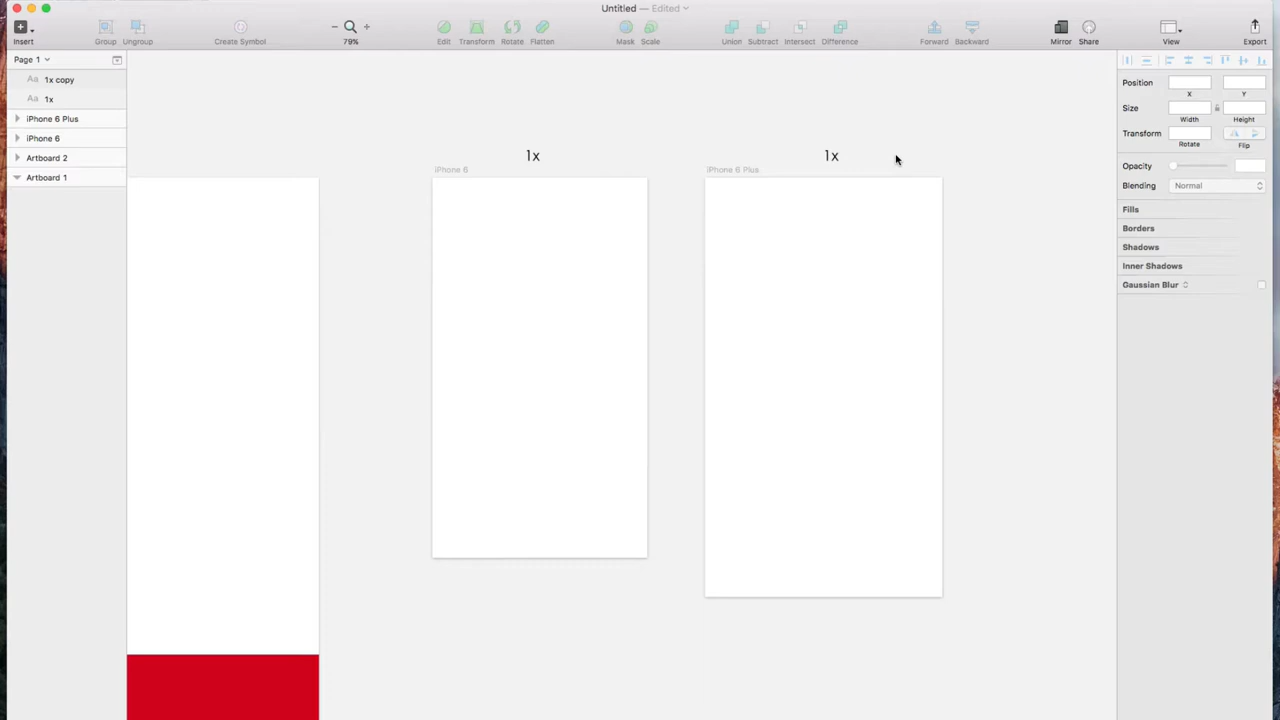 Untitled — Edited
Insert
Group
Ungroup
Create Symbol
79%
Edit
Transform
Rotate
Flatten
Mask
Scale
Union
Subtract
Intersect
Difference
Forward
Backward
Mirror
Share
View
Export
Page 1
Aa 1x copy
Aa 1x
iPhone 6 Plus
iPhone 6
Artboard 2
Artboard 1
1x
iPhone 6
1x
iPhone 6 Plus
Position
X
Y
Size
Width
Height
Transform
Rotate
Flip
Opacity
Blending
Normal
Fills
Borders
Shadows
Inner Shadows
Gaussian Blur